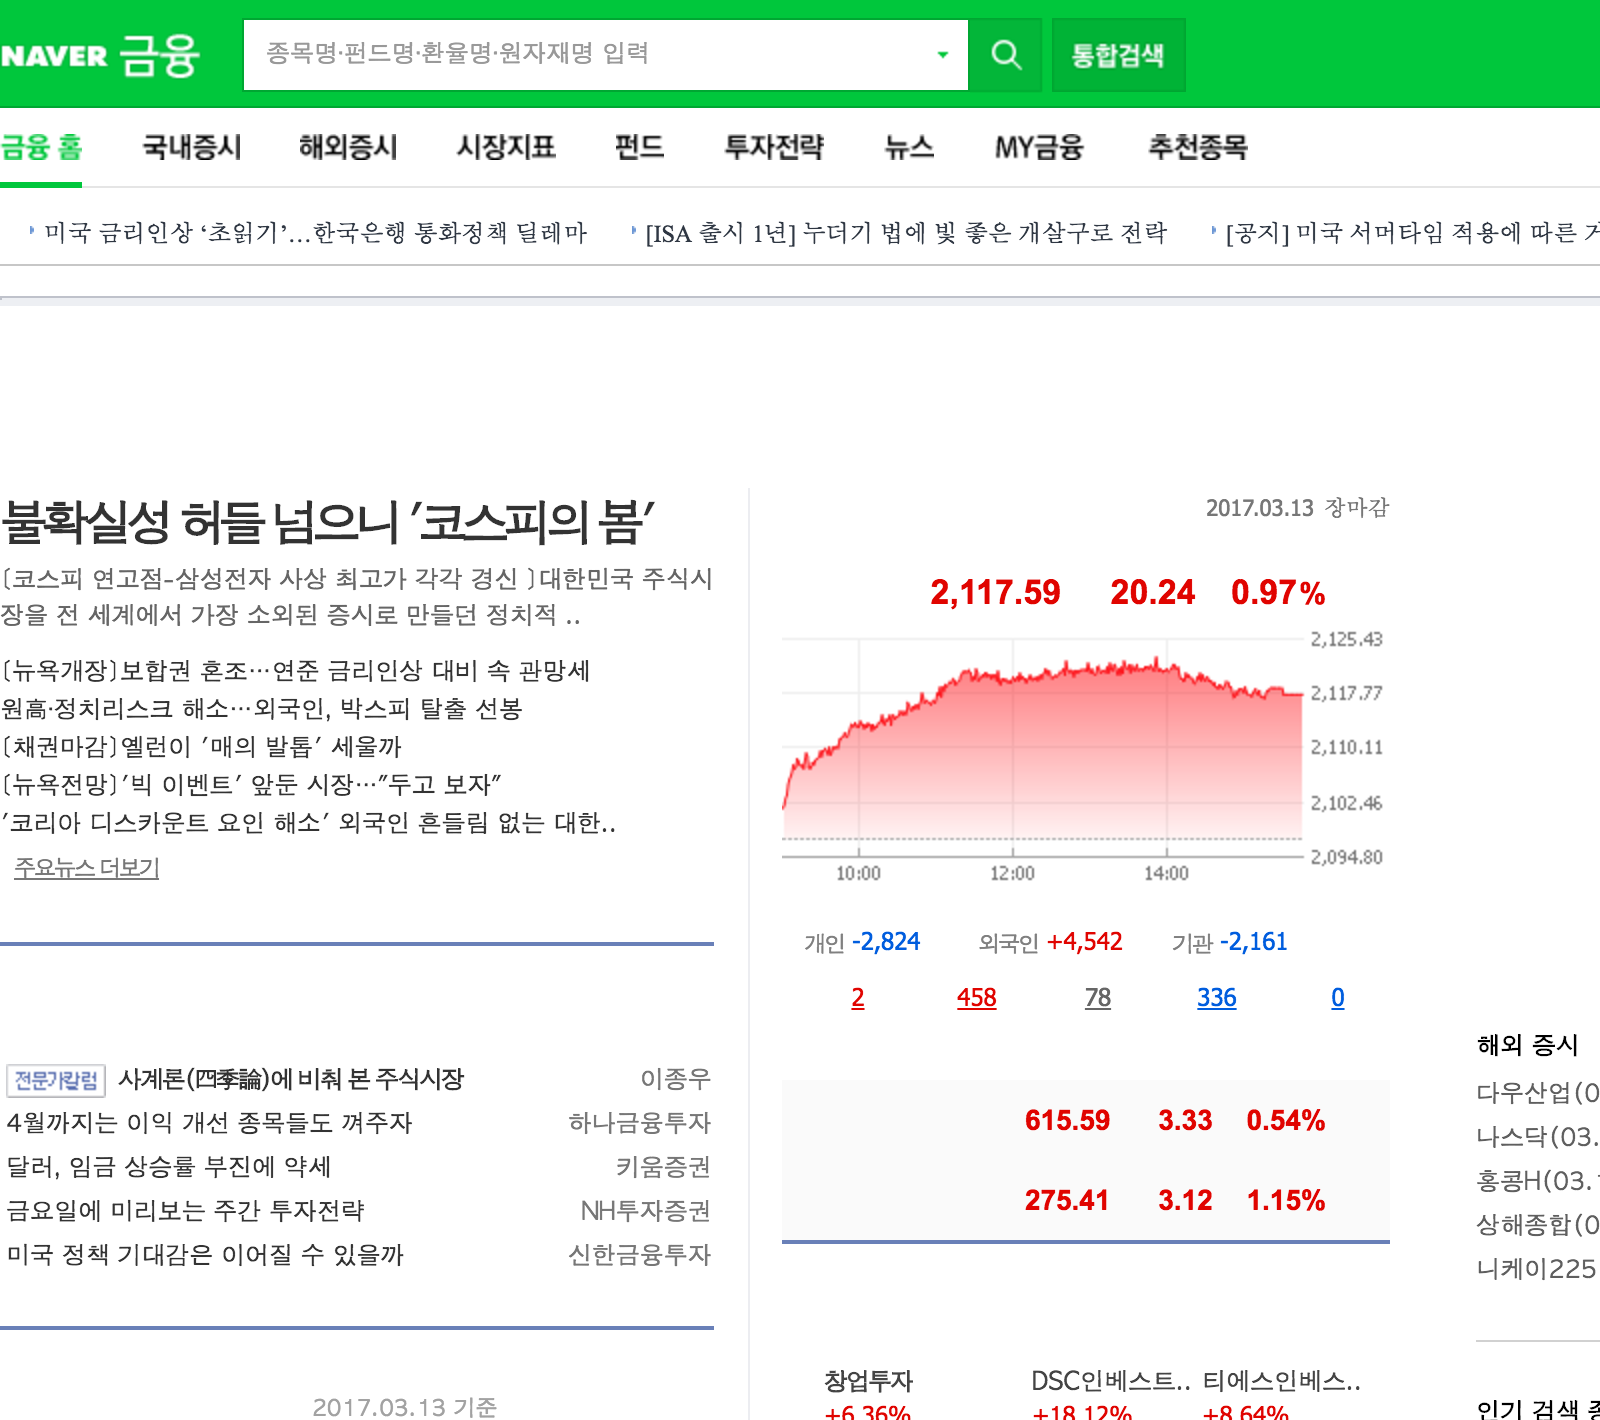 NAVER 금융
종목명·펀드명·환율명·원자재명 입력
통합검색
금융 홈 국내증시 해외증시 시장지표 펀드 투자전략 뉴스 MY금융 추천종목
미국 금리인상 ‘초읽기’…한국은행 통화정책 딜레마 [ISA 출시 1년] 누더기 법에 빛 좋은 개살구로 전락 [공지] 미국 서머타임 적용에 따른
불확실성 허들 넘으니 '코스피의 봄'
[코스피 연고점-삼성전자 사상 최고가 각각 경신 ]대한민국 주식시
장을 전 세계에서 가장 소외된 증시로 만들던 정치적 ..
[뉴욕개장]보합권 혼조…연준 금리인상 대비 속 관망세
원高·정치리스크 해소…외국인, 박스피 탈출 선봉
[채권마감]옐런이 '매의 발톱' 세울까
[뉴욕전망]'빅 이벤트' 앞둔 시장…"두고 보자"
'코리아 디스카운트 요인 해소' 외국인 흔들림 없는 대한..
주요뉴스 더보기
전문가칼럼 사계론(四季論)에 비춰 본 주식시장 이종우
4월까지는 이익 개선 종목들도 껴주자 하나금융투자
달러, 임금 상승률 부진에 약세 키움증권
금요일에 미리보는 주간 투자전략 NH투자증권
미국 정책 기대감은 이어질 수 있을까 신한금융투자
2017.03.13 기준
2017.03.13 장마감
2,117.59 20.24 0.97%
2,125.43
2,117.77
2,110.11
2,102.46
2,094.80
10:00 12:00 14:00
개인 -2,824 외국인 +4,542 기관 -2,161
2 458 78 336 0
615.59 3.33 0.54%
275.41 3.12 1.15%
창업투자 DSC인베스트.. 티에스인베스..
+6.36% +18.12% +8.64%
해외 증시
다우산업(0
나스닥(03.
홍콩H(03.
상해종합(0
니케이225
인기 검색